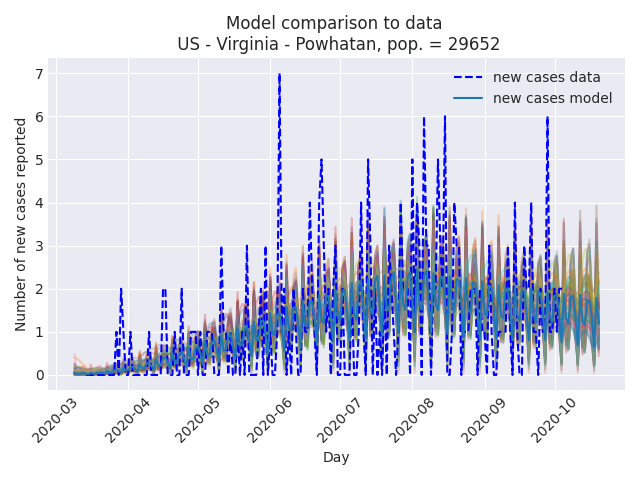 Model comparison to data
US - Virginia - Powhatan, pop. = 29652
new cases data
new cases model
Number of new cases reported
7
6
5
4
3
2
1
0
2020-03
2020-04
2020-05
2020-06
2020-07
2020-08
2020-09
2020-10
Day